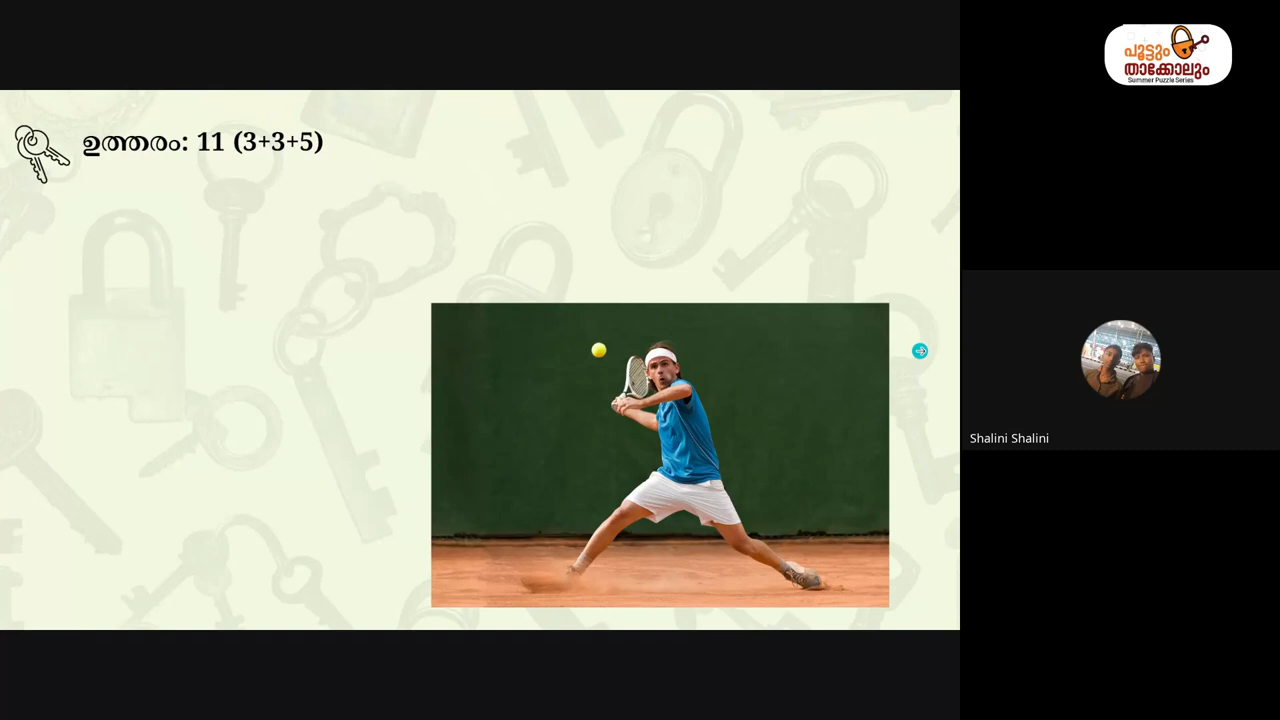 പൂട്ടും
താക്കോലും
Summer Puzzle Series
ഉത്തരം: 11 (3+3+5)
Shalini Shalini